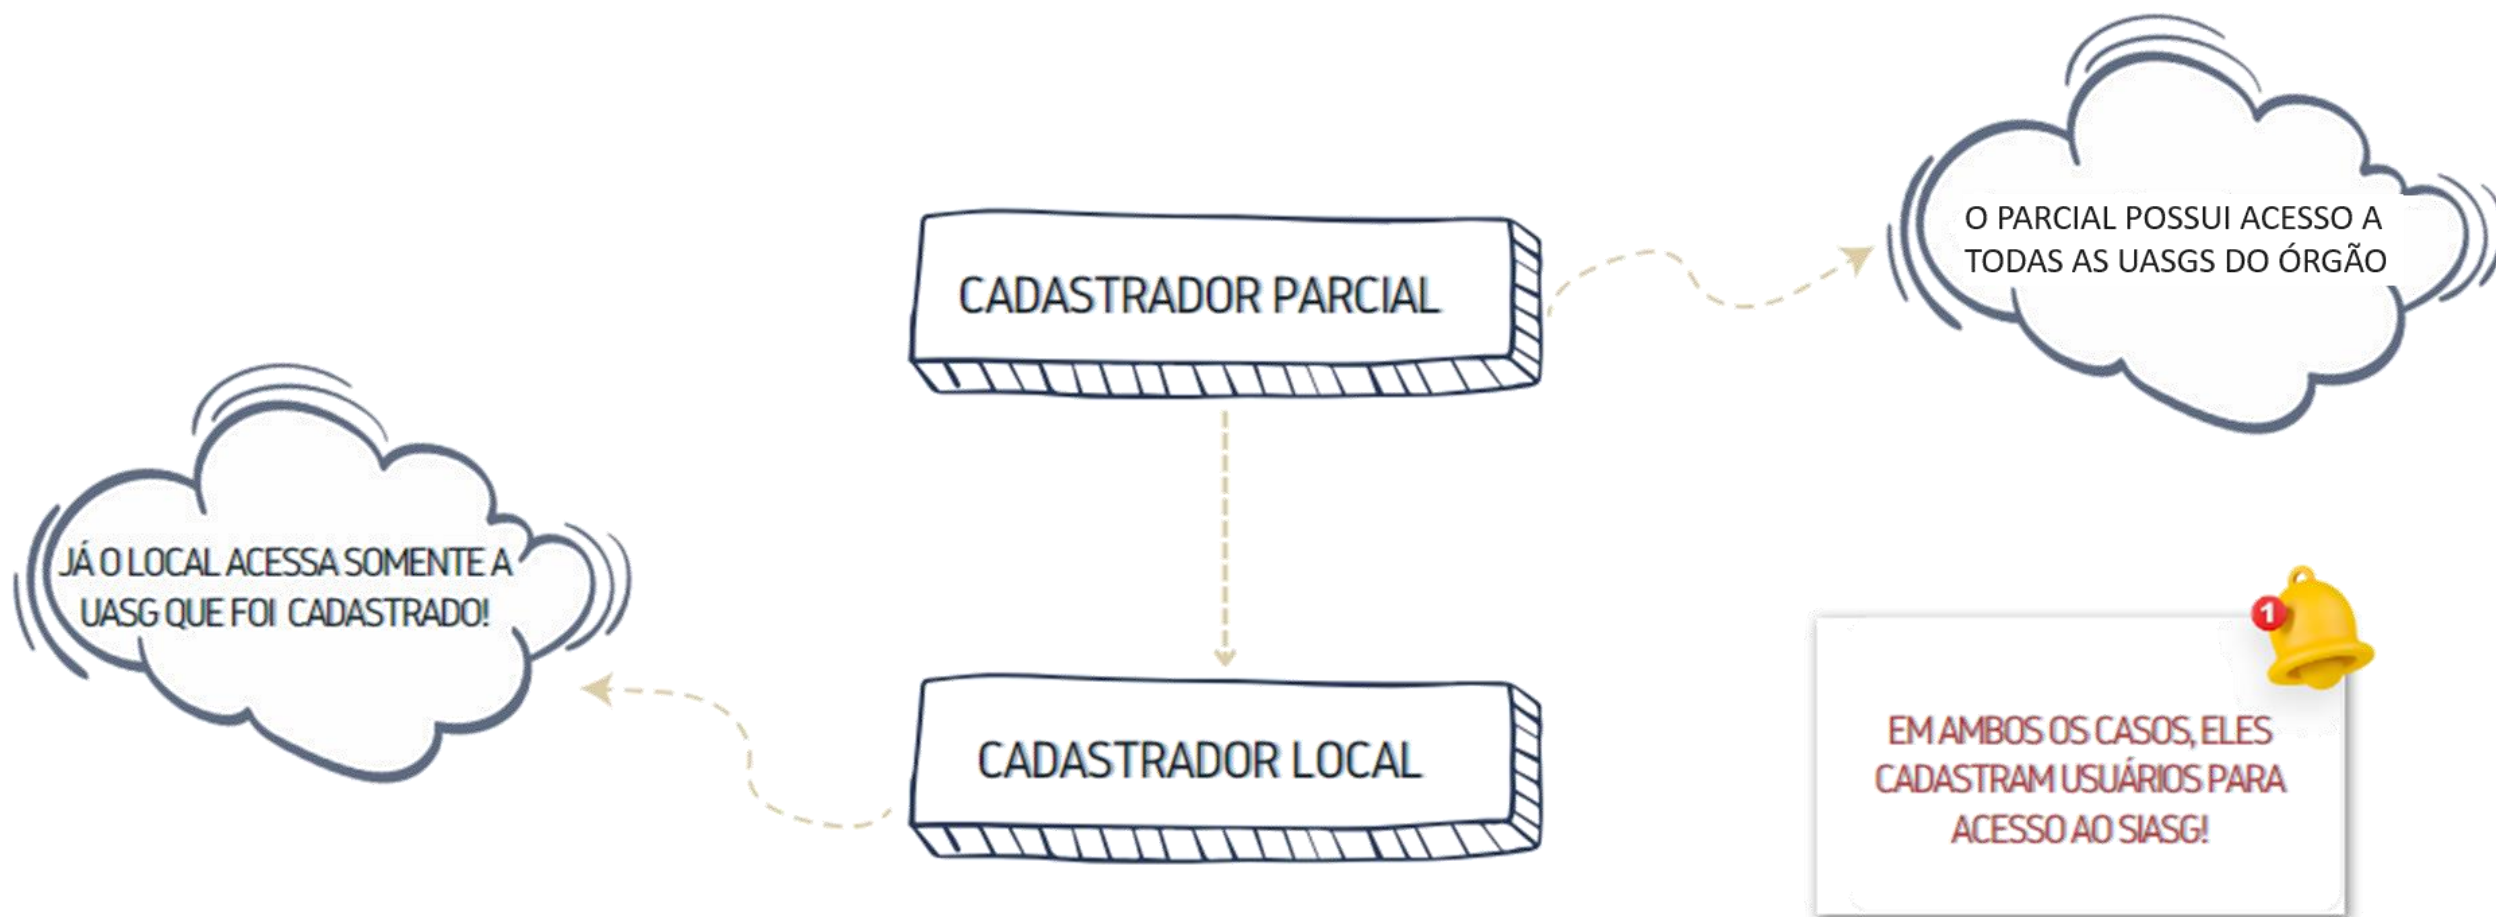 O PARCIAL POSSUI ACESSO A
TODAS AS UASGS DO ÓRGÃO
CADASTRADOR PARCIAL
JÁ O LOCAL ACESSA SOMENTE A
UASG QUE FOI CADASTRADO!
CADASTRADOR LOCAL
1
EM AMBOS OS CASOS, ELES
CADASTRAM USUÁRIOS PARA
ACESSO AO SIASG!